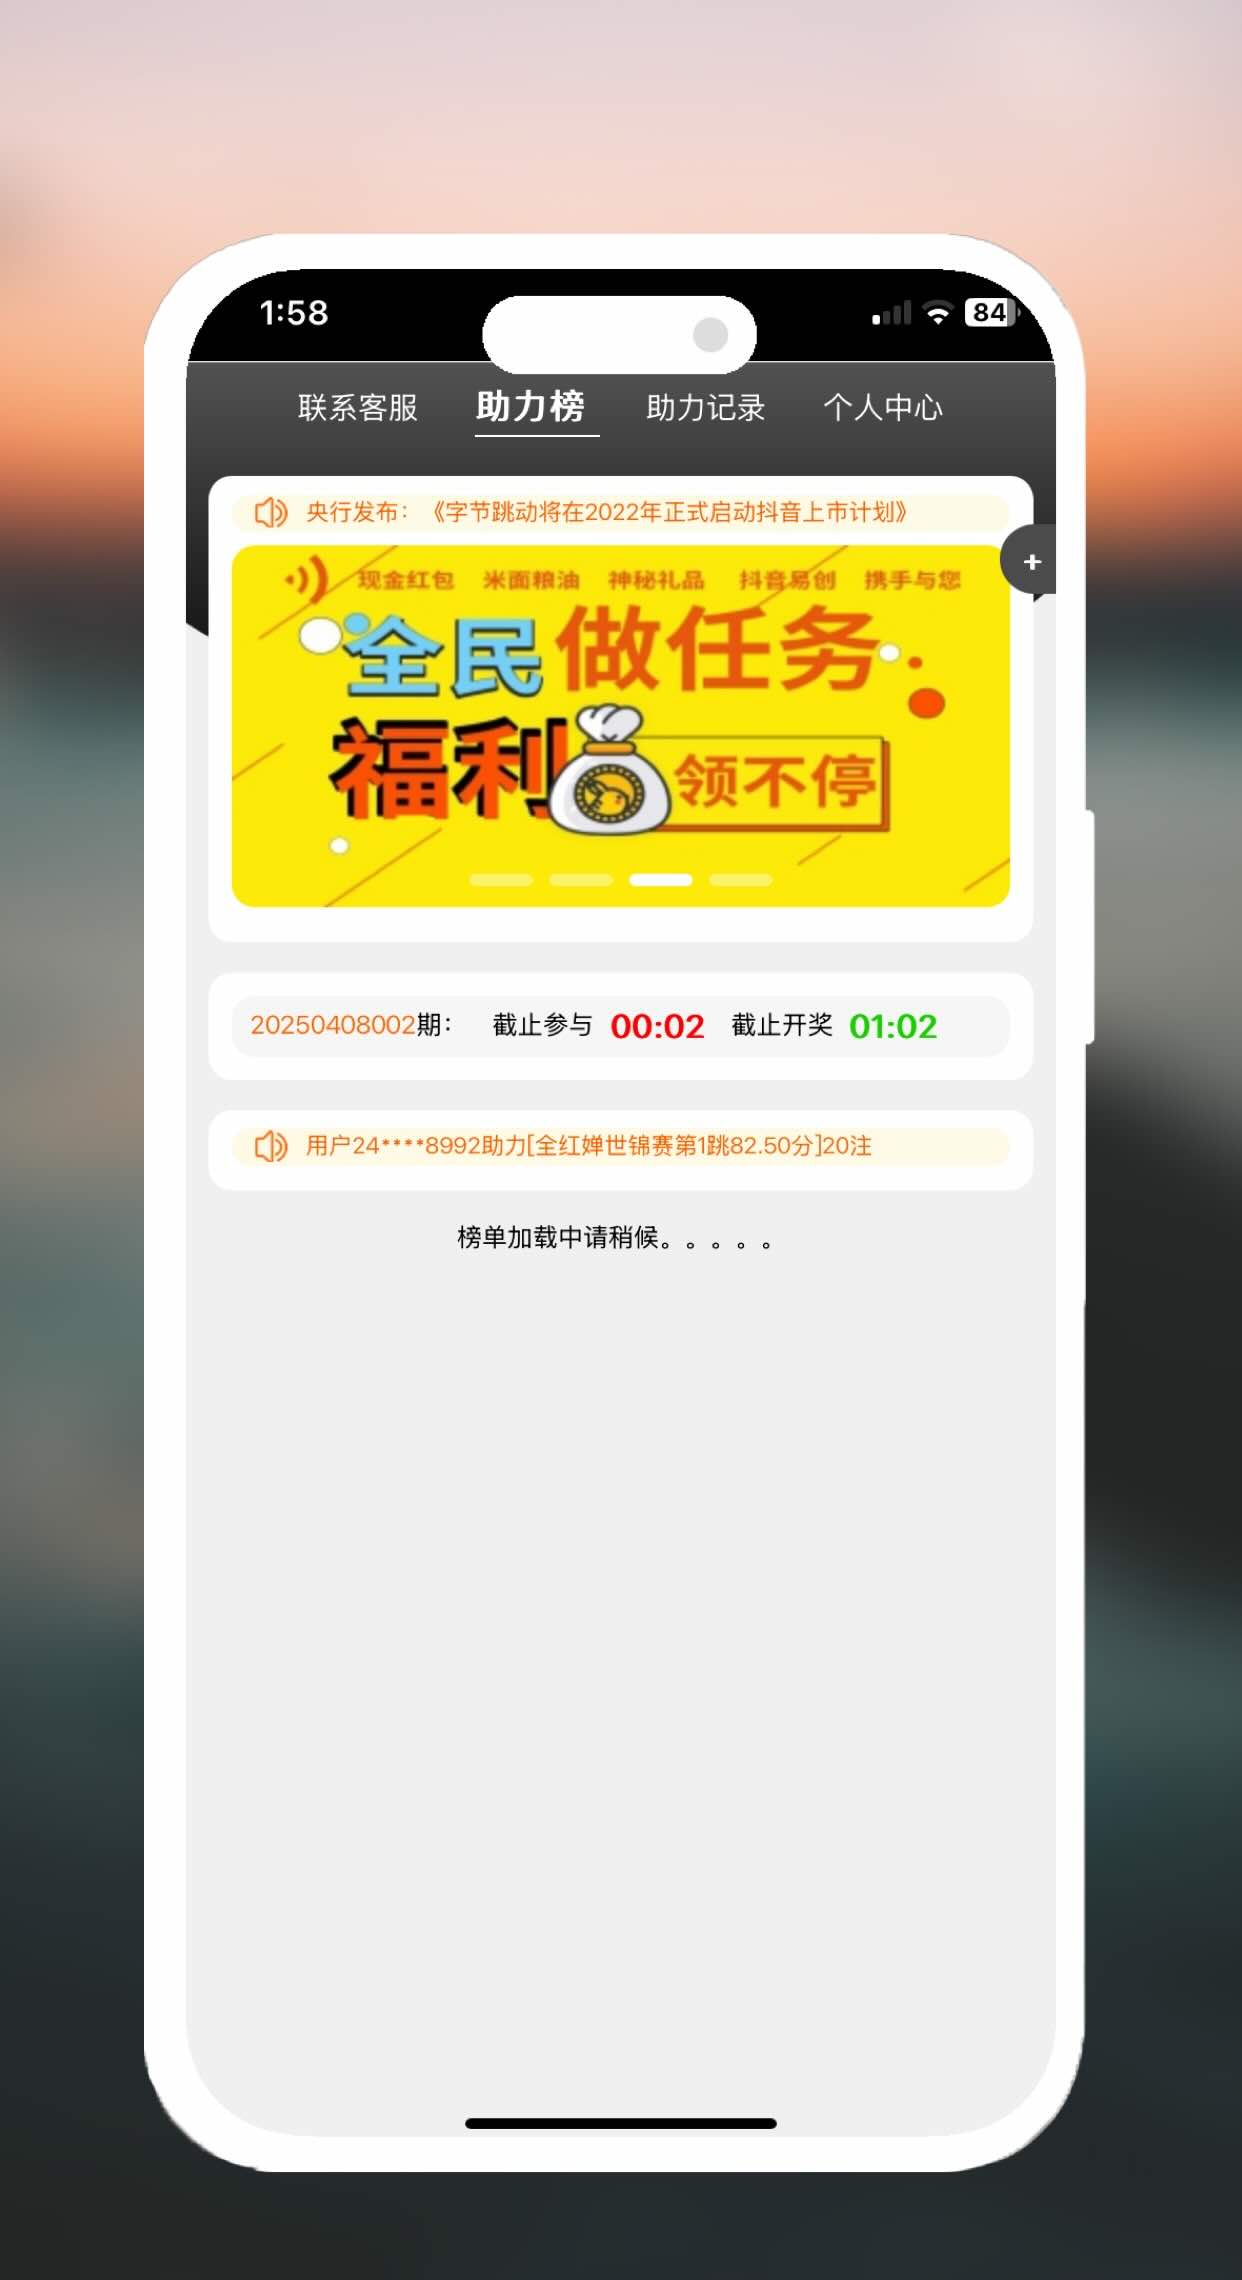 1:58
84
联系客服 助力榜 助力记录 个人中心
央行发布：《字节跳动将在2022年正式启动抖音上市计划》
+
现金红包 米面粮油 神秘礼品 抖音易创 携手与您
全民做任务
福利领不停
20250408002期： 截止参与 00:02 截止开奖 01:02
用户24****8992助力[全红婵世锦赛第1跳82.50分]20注
榜单加载中请稍候。。。。。